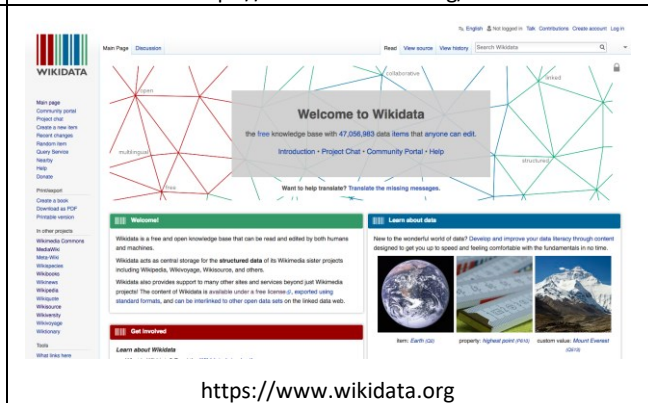 English Not logged in Talk Contributions Create account Log in
WIKIDATA
Main Page Discussion
Read View source View history Search Wikidata
Main page
Community portal
Project chat
Create a new item
Recent changes
Random item
Query Service
Nearby
Help
Donate
Print/export
Create a book
Download as PDF
Printable version
In other projects
Wikimedia Commons
MediaWiki
Meta-Wiki
Wikispecies
Wikibooks
Wikinews
Wikipedia
Wikiquote
Wikisource
Wikiversity
Wikivoyage
Wiktionary
Tools
What links here
open
collaborative
linked
multilingual
free
structured
Welcome to Wikidata
the free knowledge base with 47,056,983 data items that anyone can edit.
Introduction • Project Chat • Community Portal • Help
Want to help translate? Translate the missing messages.
Welcome!
Wikidata is a free and open knowledge base that can be read and edited by both humans
and machines.
Wikidata acts as central storage for the structured data of its Wikimedia sister projects
including Wikipedia, Wikivoyage, Wikisource, and others.
Wikidata also provides support to many other sites and services beyond just Wikimedia
projects! The content of Wikidata is available under a free license, exported using
standard formats, and can be interlinked to other open data sets on the linked data web.
Get involved
Learn about Wikidata
Learn about data
New to the wonderful world of data? Develop and improve your data literacy through content
designed to get you up to speed and feeling comfortable with the fundamentals in no time.
Item: Earth (Q2)
property: highest point (P610)
custom value: Mount Everest
(Q513)
https://www.wikidata.org